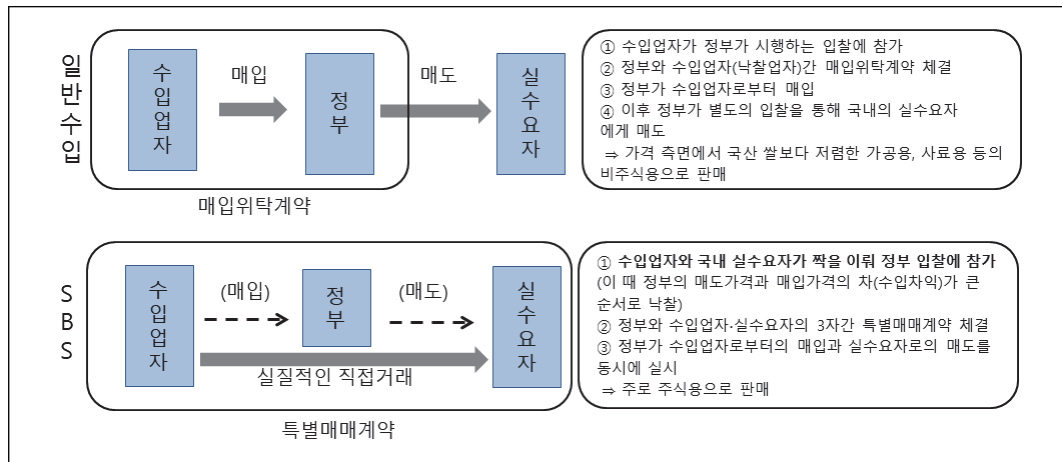 일반수입
수입업자
매입
정부
매도
실수요자
매입위탁계약
① 수입업자가 정부가 시행하는 입찰에 참가
② 정부와 수입업자(낙찰업자)간 매입위탁계약 체결
③ 정부가 수입업자로부터 매입
④ 이후 정부가 별도의 입찰을 통해 국내의 실수요자
에게 매도
⇒ 가격 측면에서 국산 쌀보다 저렴한 가공용, 사료용 등의
비주식용으로 판매
SBS
수입업자
(매입)
정부
(매도)
실수요자
실질적인 직접거래
특별매매계약
① 수입업자와 국내 실수요자가 짝을 이뤄 정부 입찰에 참가
(이 때 정부의 매도가격과 매입가격의 차(수입차익)가 큰
순서로 낙찰)
② 정부와 수입업자·실수요자의 3자간 특별매매계약 체결
③ 정부가 수입업자로부터의 매입과 실수요자로의 매도를
동시에 실시
⇒ 주로 주식용으로 판매